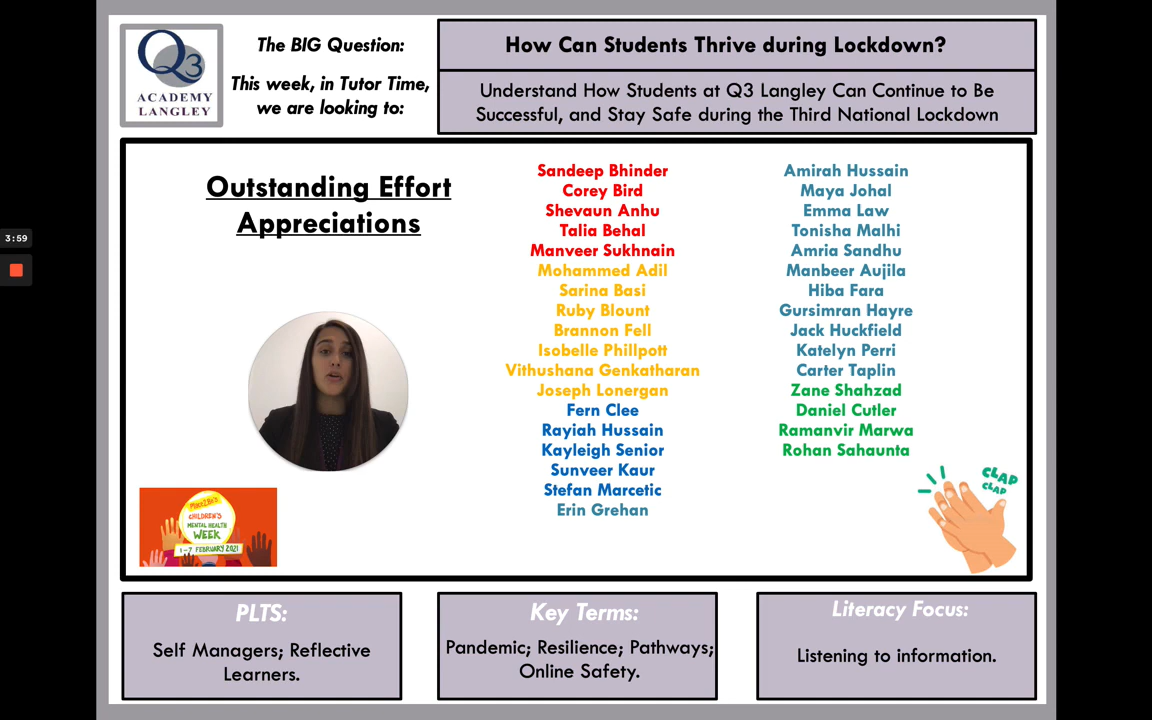 3:59
Q3
ACADEMY
LANGLEY
The BIG Question:
This week, in Tutor Time,
we are looking to:
How Can Students Thrive during Lockdown?
Understand How Students at Q3 Langley Can Continue to Be
Successful, and Stay Safe during the Third National Lockdown
Outstanding Effort
Appreciations
Sandeep Bhinder
Corey Bird
Shevaun Anhu
Talia Behal
Manveer Sukhnain
Mohammed Adil
Sarina Basi
Ruby Blount
Brannon Fell
Isobelle Phillpott
Vithushana Genkatharan
Joseph Lonergan
Fern Clee
Rayiah Hussain
Kayleigh Senior
Sunveer Kaur
Stefan Marcetic
Erin Grehan
Amirah Hussain
Maya Johal
Emma Law
Tonisha Malhi
Amria Sandhu
Manbeer Aujila
Hiba Fara
Gursimran Hayre
Jack Huckfield
Katelyn Perri
Carter Taplin
Zane Shahzad
Daniel Cutler
Ramanvir Marwa
Rohan Sahaunta
CHILDREN'S
MENTAL HEALTH
WEEK
1-7 FEBRUARY 2021
CLAP
CLAP
PLTS:
Self Managers; Reflective
Learners.
Key Terms:
Pandemic; Resilience; Pathways;
Online Safety.
Literacy Focus:
Listening to information.